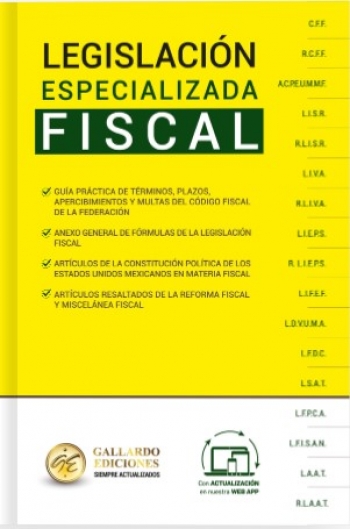 LEGISLACIÓN
ESPECIALIZADA
FISCAL
GUÍA PRÁCTICA DE TÉRMINOS, PLAZOS,
APERCIBIMIENTOS Y MULTAS DEL CÓDIGO FISCAL
DE LA FEDERACIÓN
ANEXO GENERAL DE FÓRMULAS DE LA LEGISLACIÓN
FISCAL
ARTÍCULOS DE LA CONSTITUCIÓN POLÍTICA DE LOS
ESTADOS UNIDOS MEXICANOS EN MATERIA FISCAL
ARTÍCULOS RESALTADOS DE LA REFORMA FISCAL
Y MISCELÁNEA FISCAL
C.F.F.
R.C.F.F.
A.C.P.E.U.M.M.F.
L.I.S.R.
R.L.I.S.R.
L.I.V.A.
R.L.I.V.A.
L.I.E.P.S.
R. L.I.E.P.S.
L.I.F.E.F.
L.D.V.U.M.A.
L.F.D.C.
L.S.A.T.
L.F.P.C.A.
L.F.I.S.A.N.
L.A.A.T.
R.L.A.A.T.
GE
GALLARDO
EDICIONES
SIEMPRE ACTUALIZADOS
Con ACTUALIZACIÓN
en nuestra WEB APP